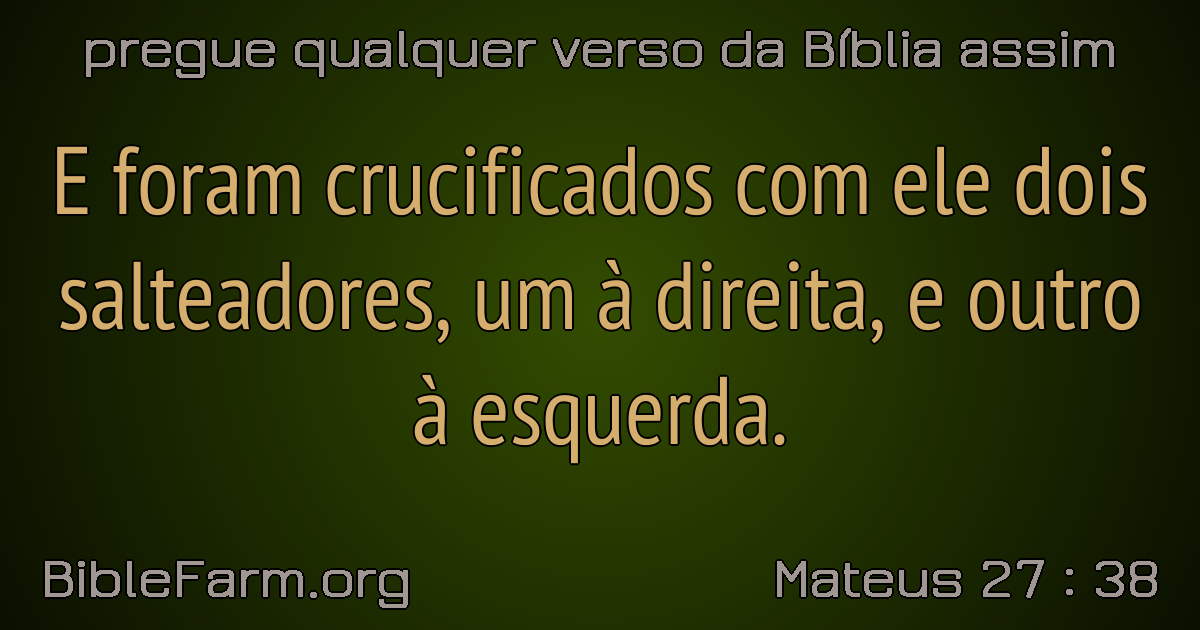 pregue qualquer verso da Bíblia assim
E foram crucificados com ele dois
salteadores, um à direita, e outro
à esquerda.
BibleFarm.org
Mateus 27 : 38